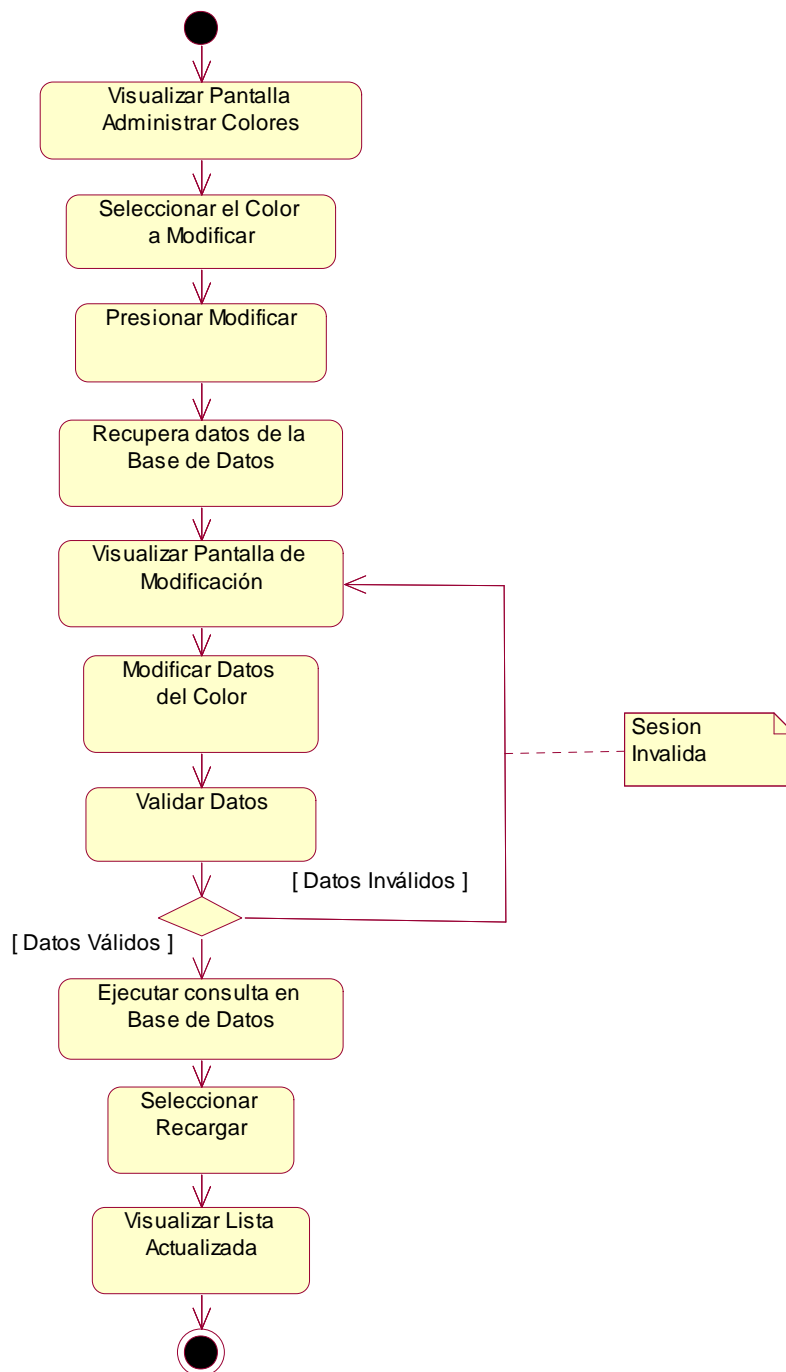 Visualizar Pantalla
Administrar Colores
Seleccionar el Color
a Modificar
Presionar Modificar
Recupera datos de la
Base de Datos
Visualizar Pantalla de
Modificación
Modificar Datos
del Color
Sesion
Invalida
Validar Datos
[ Datos Inválidos ]
[ Datos Válidos ]
Ejecutar consulta en
Base de Datos
Seleccionar
Recargar
Visualizar Lista
Actualizada